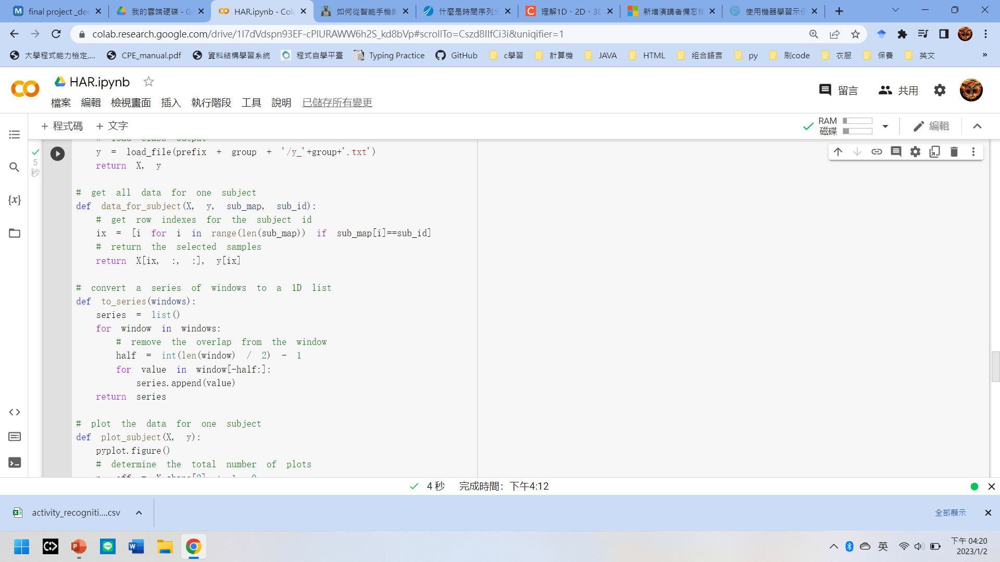 final project _dee
我的雲端硬碟 - G
HAR.ipynb - Cola
如何從智能手機數
什麼是時間序列分
理解1D、2D、3D
新增演講者備忘稿
使用機器學習示例
colab.research.google.com/drive/1I7dVdspn93EF-cPlURAWW6h2S_kd8bVp#scrollTo=Cszd8IIfCi3i&uniqifier=1
大學程式能力檢定,...
CPE_manual.pdf
資料結構學習系統
程式自學平臺
Typing Practice
GitHub
c學習
計算機
JAVA
HTML
組合語言
py
刷code
衣服
保養
英文
»
HAR.ipynb
留言
共用
檔案 編輯 檢視畫面 插入 執行階段 工具 說明 已儲存所有變更
+ 程式碼 + 文字
RAM
磁碟
編輯
5
秒
# load class output
y = load_file(prefix + group + '/y_'+group+'.txt')
return X, y
# get all data for one subject
def data_for_subject(X, y, sub_map, sub_id):
# get row indexes for the subject id
ix = [i for i in range(len(sub_map)) if sub_map[i]==sub_id]
# return the selected samples
return X[ix, :, :], y[ix]
# convert a series of windows to a 1D list
def to_series(windows):
series = list()
for window in windows:
# remove the overlap from the window
half = int(len(window) / 2) - 1
for value in window[-half:]:
series.append(value)
return series
# plot the data for one subject
def plot_subject(X, y):
pyplot.figure()
# determine the total number of plots
4 秒 完成時間: 下午4:12
activity_recogniti....csv
全部顯示
英
下午 04:20
2023/1/2